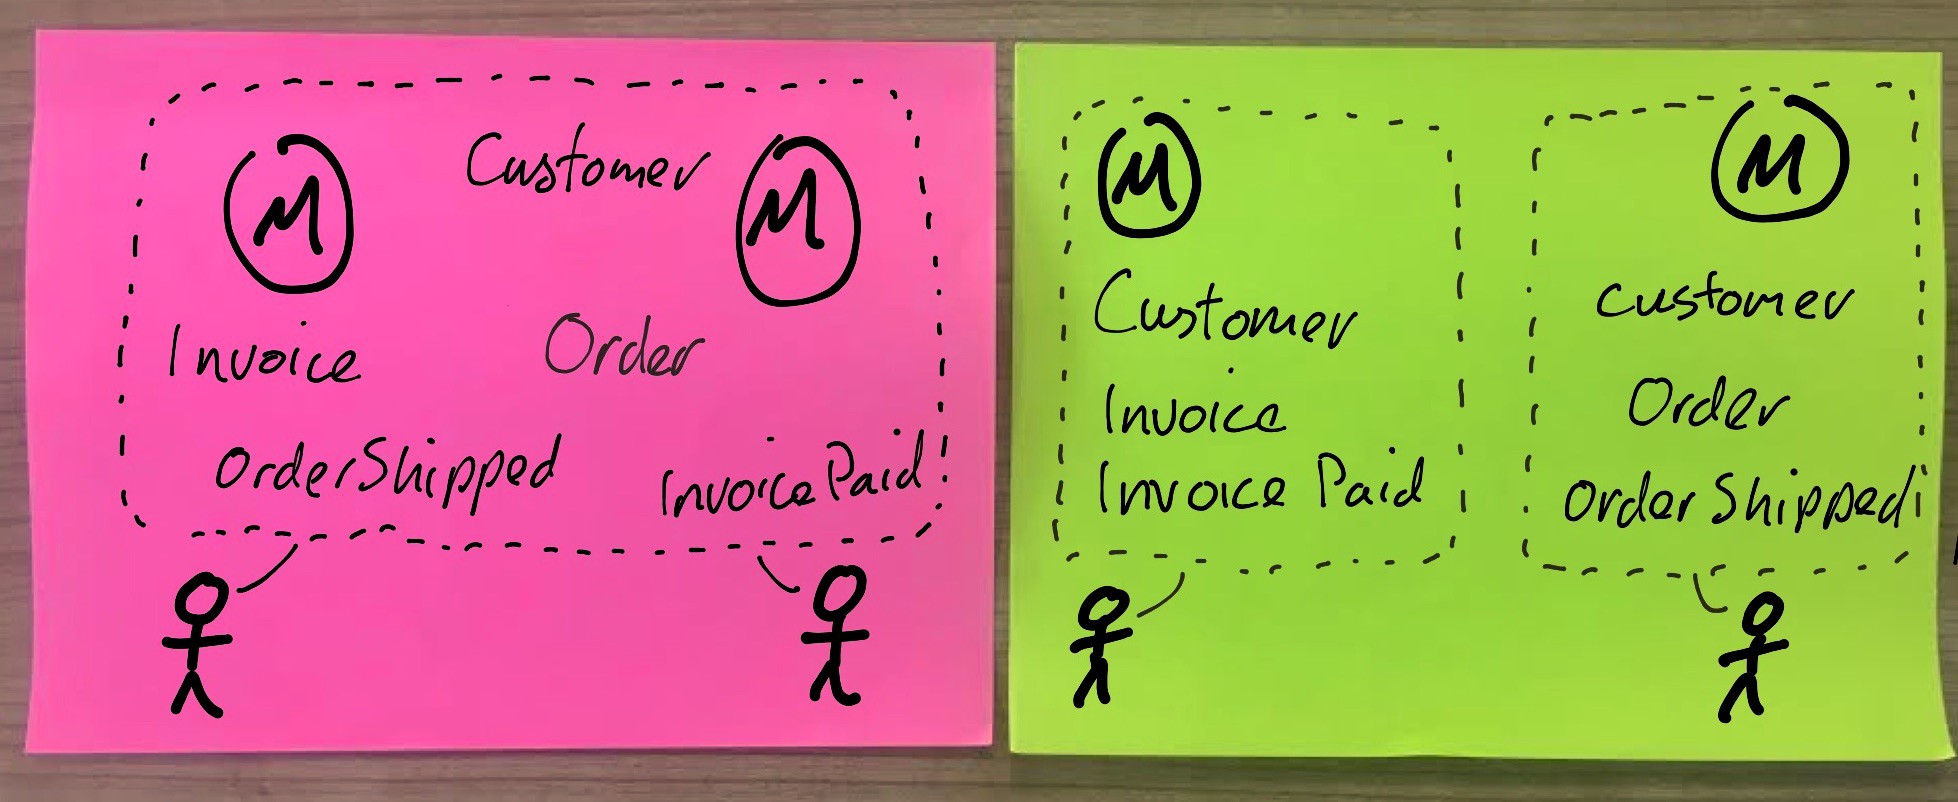 M
Customer
M
Invoice
Order
OrderShipped
InvoicePaid
M
Customer
Invoice
Invoice Paid
M
Customer
Order
Order Shipped